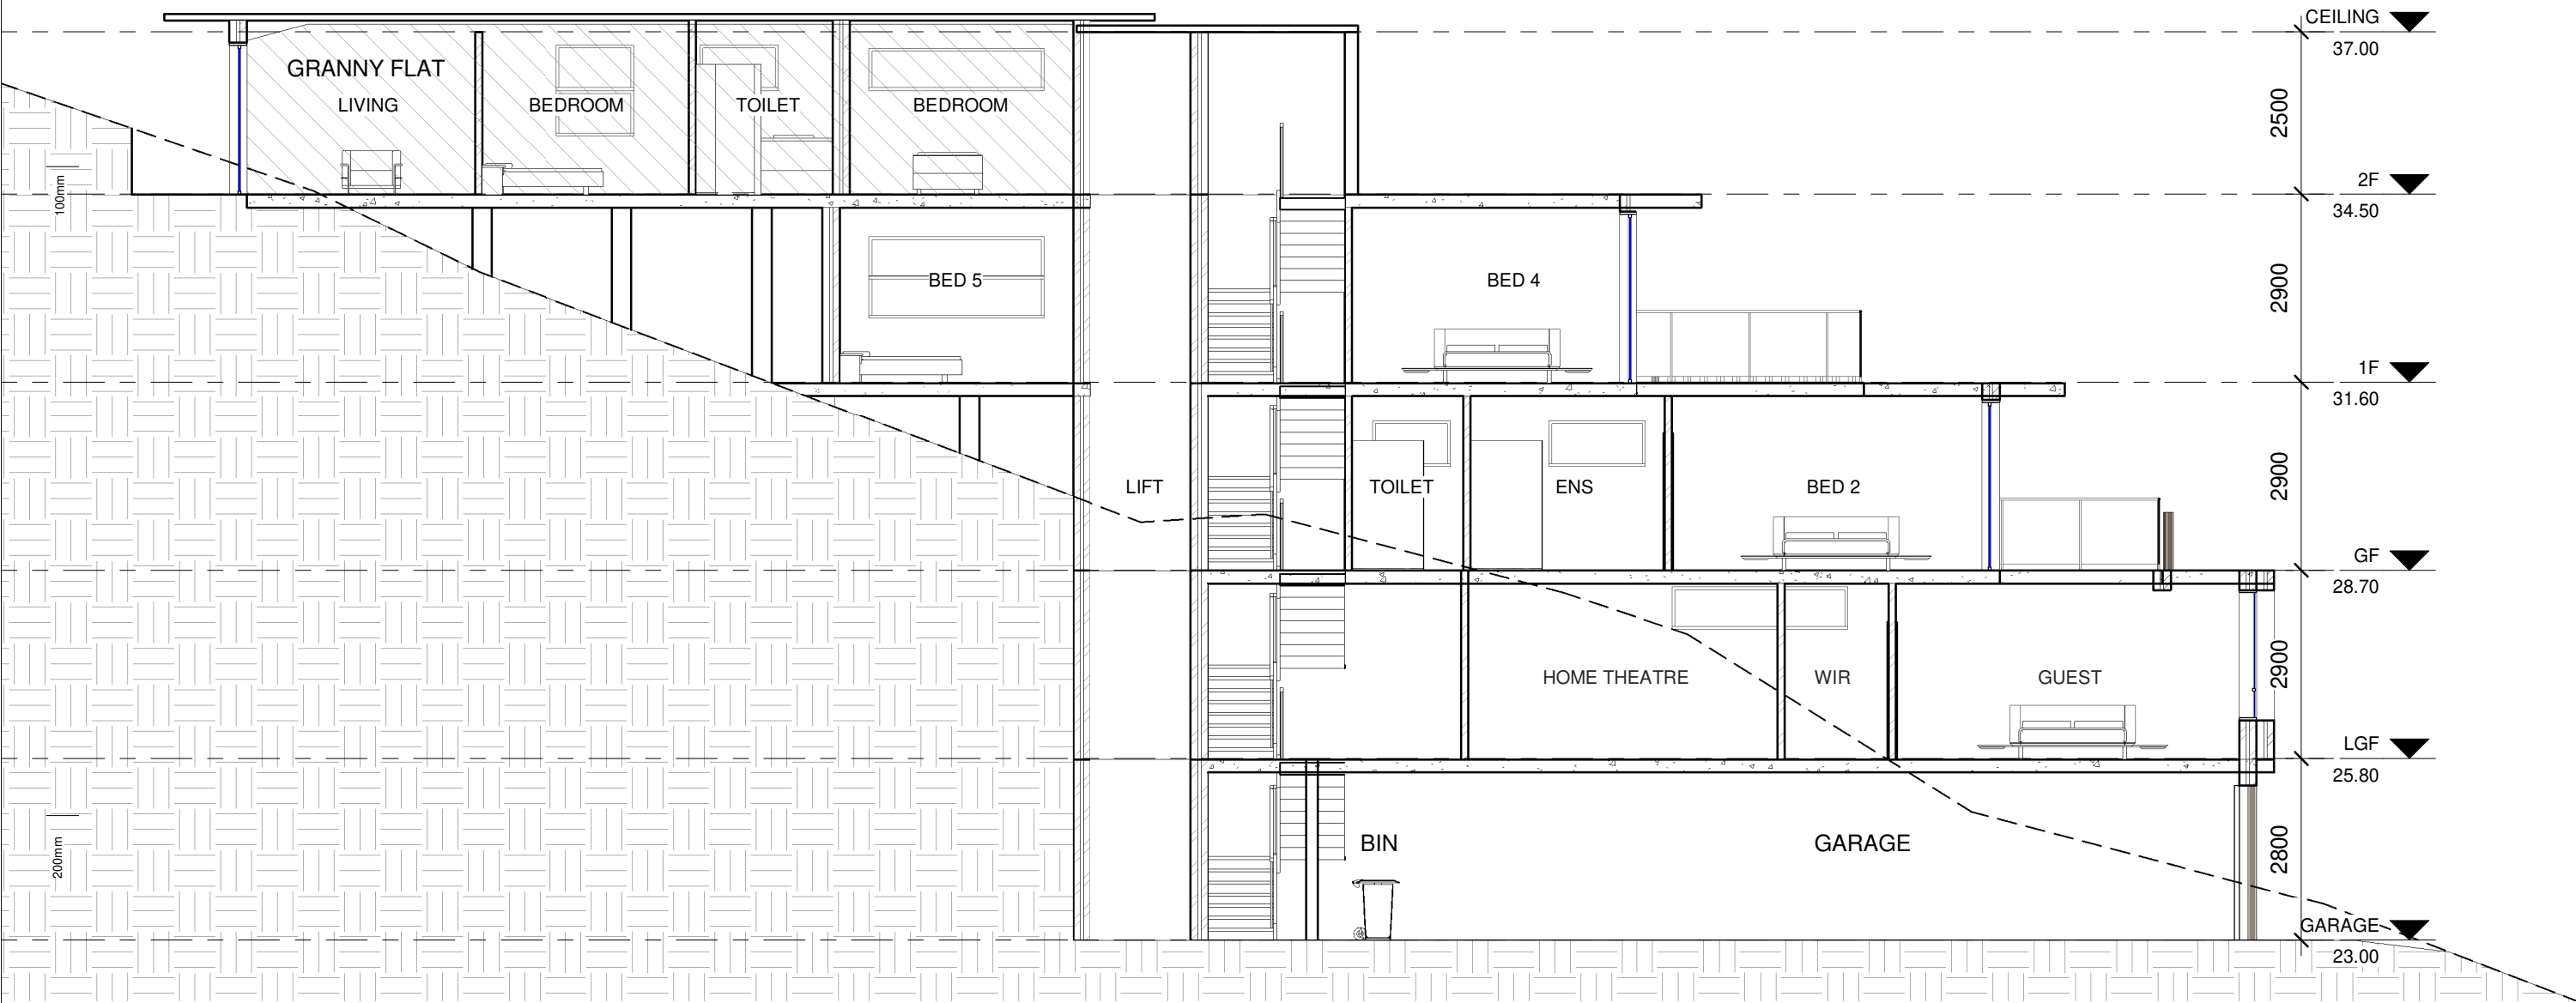 CEILING
37.00
GRANNY FLAT
LIVING
BEDROOM
TOILET
BEDROOM
2500
100mm
2F
34.50
BED 5
BED 4
2900
1F
31.60
LIFT
TOILET
ENS
BED 2
2900
GF
28.70
HOME THEATRE
WIR
GUEST
2900
LGF
25.80
200mm
BIN
GARAGE
2800
GARAGE
23.00